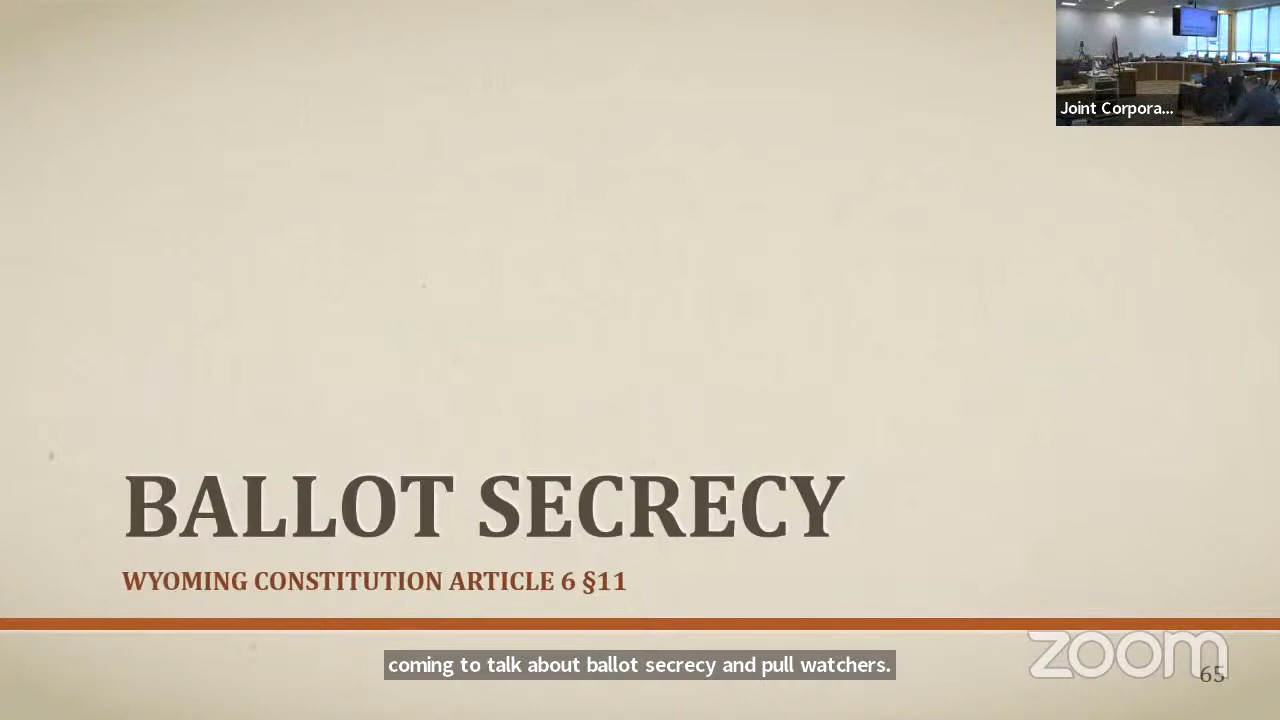 Joint Corpora...
BALLOT SECRECY
WYOMING CONSTITUTION ARTICLE 6 §11
coming to talk about ballot secrecy and pull watchers.
zoom
65